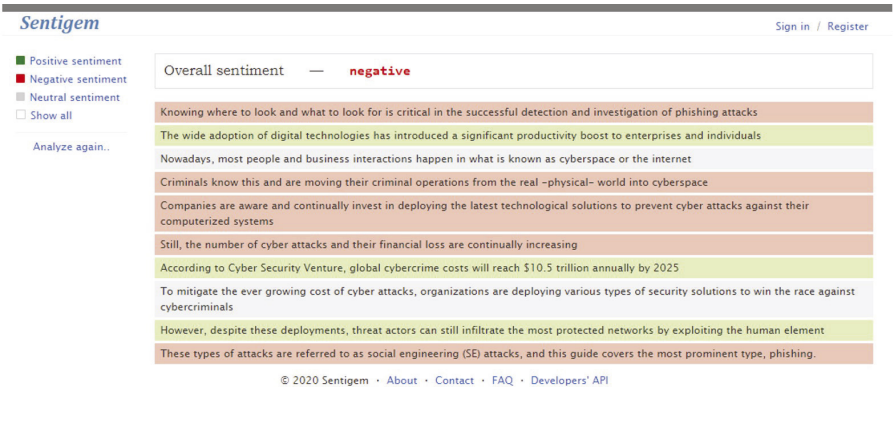 Sentigem
Sign in / Register
Positive sentiment
Negative sentiment
Neutral sentiment
Show all
Analyze again..
Overall sentiment — negative
Knowing where to look and what to look for is critical in the successful detection and investigation of phishing attacks
The wide adoption of digital technologies has introduced a significant productivity boost to enterprises and individuals
Nowadays, most people and business interactions happen in what is known as cyberspace or the internet
Criminals know this and are moving their criminal operations from the real -physical- world into cyberspace
Companies are aware and continually invest in deploying the latest technological solutions to prevent cyber attacks against their
computerized systems
Still, the number of cyber attacks and their financial loss are continually increasing
According to Cyber Security Venture, global cybercrime costs will reach $10.5 trillion annually by 2025
To mitigate the ever growing cost of cyber attacks, organizations are deploying various types of security solutions to win the race against
cybercriminals
However, despite these deployments, threat actors can still infiltrate the most protected networks by exploiting the human element
These types of attacks are referred to as social engineering (SE) attacks, and this guide covers the most prominent type, phishing.
© 2020 Sentigem · About · Contact · FAQ · Developers' API